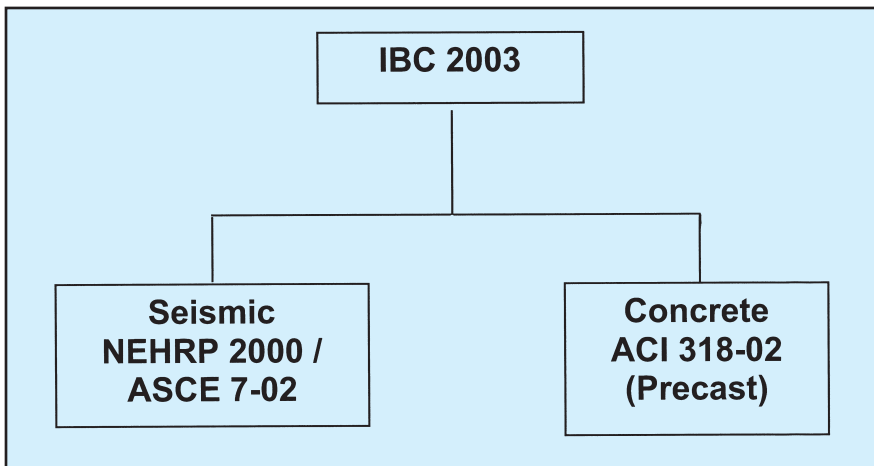 IBC 2003
Seismic
NEHRP 2000 /
ASCE 7-02
Concrete
ACI 318-02
(Precast)